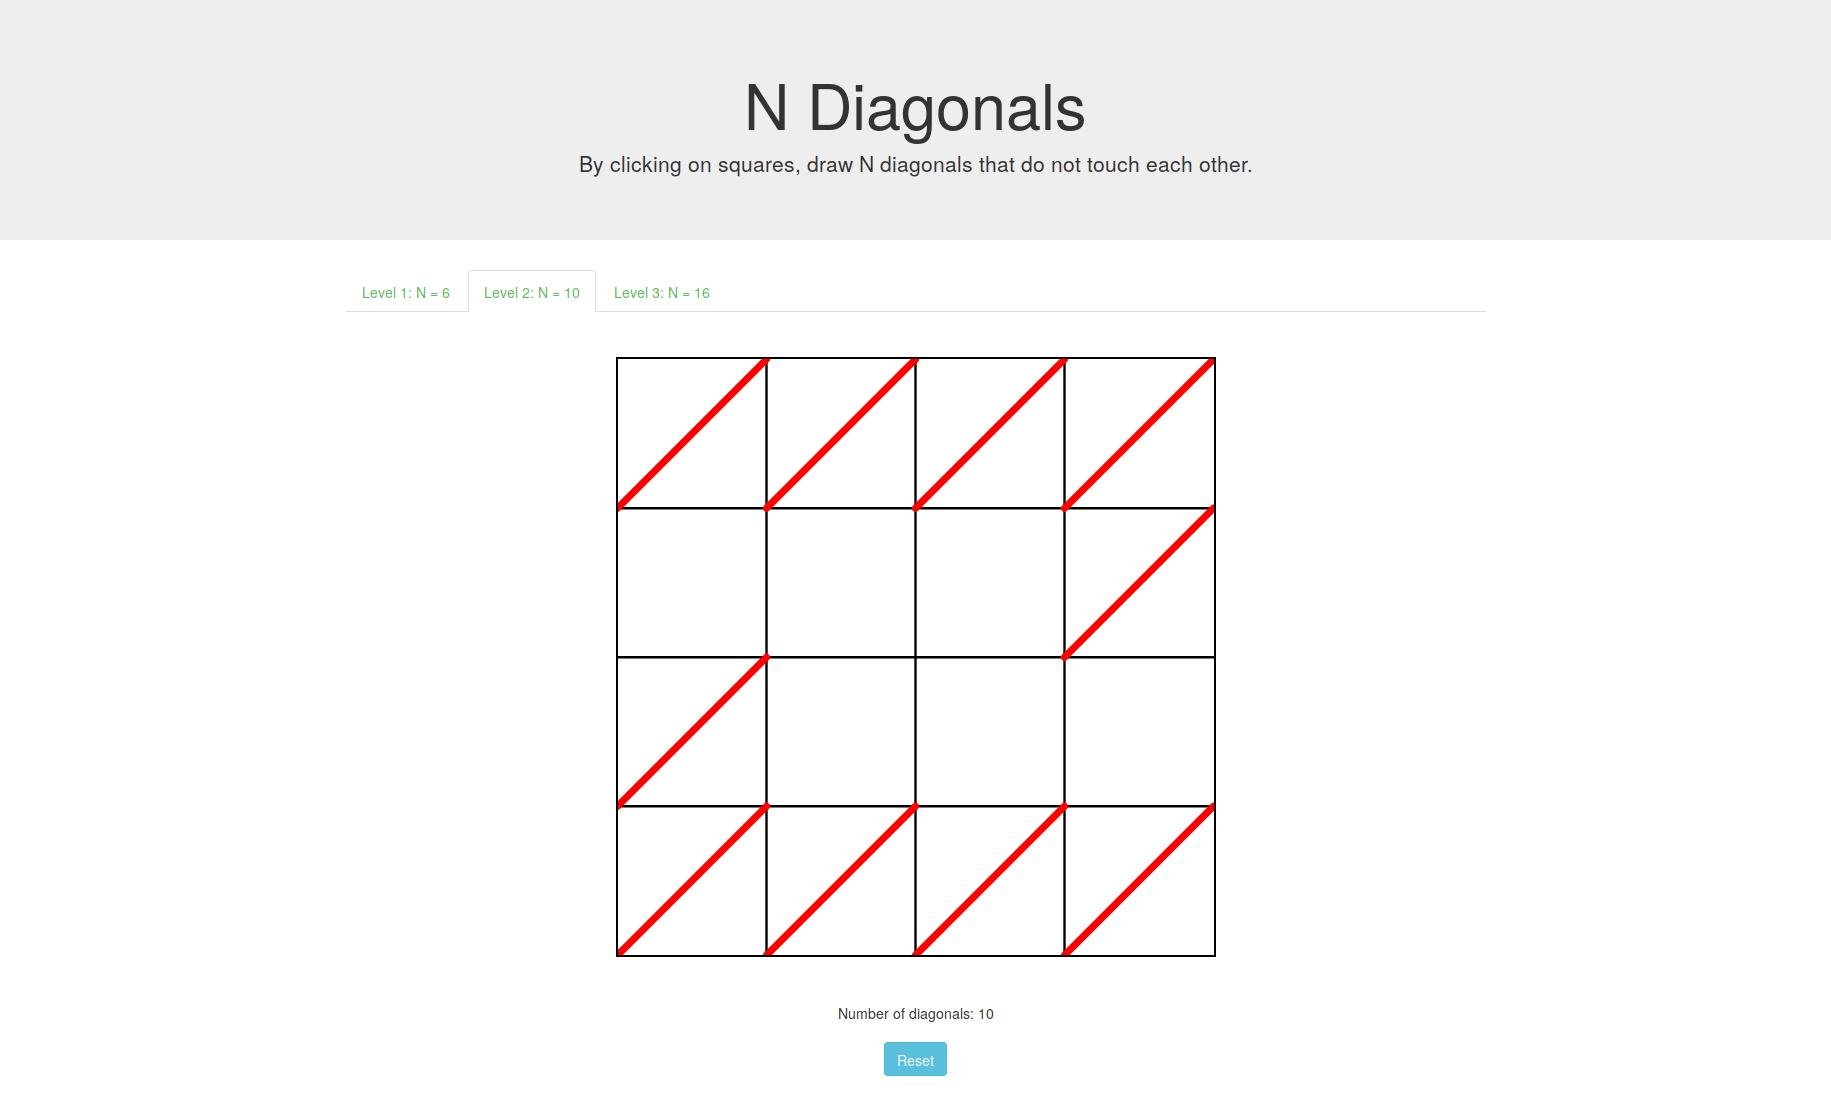 N Diagonals
By clicking on squares, draw N diagonals that do not touch each other.
Level 1: N = 6
Level 2: N = 10
Level 3: N = 16
Number of diagonals: 10
Reset